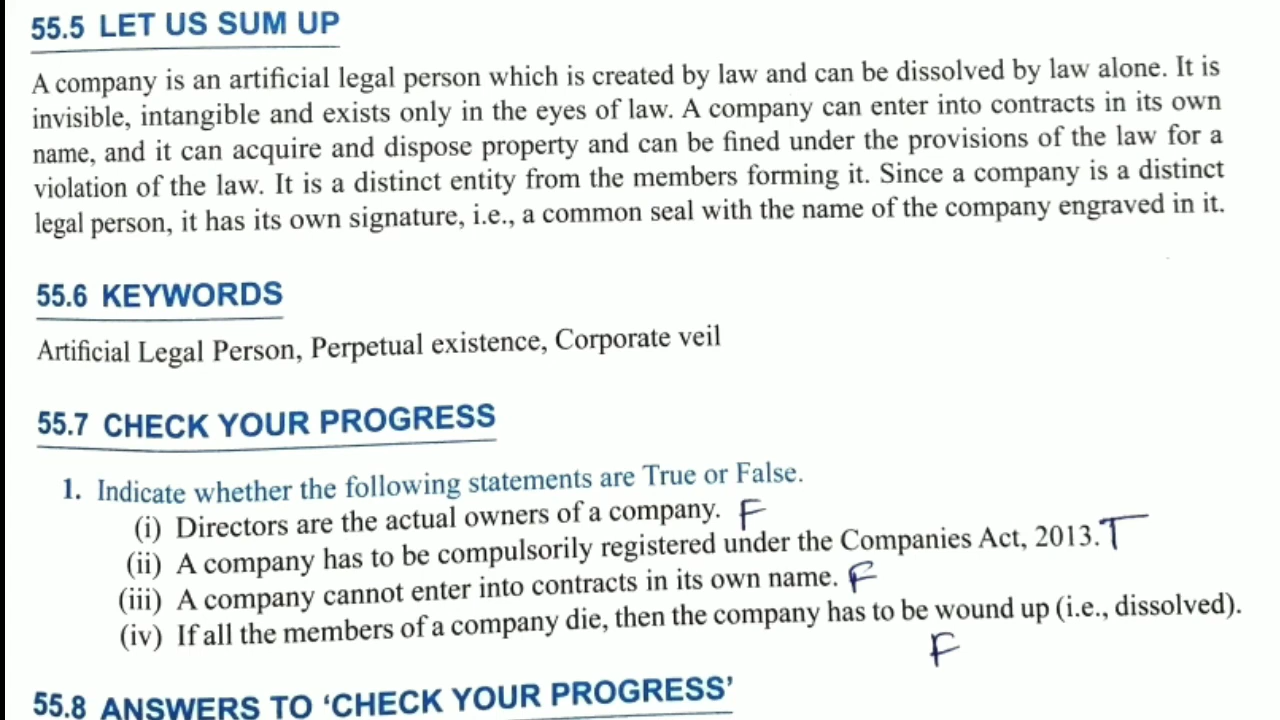 55.5 LET US SUM UP
A company is an artificial legal person which is created by law and can be dissolved by law alone. It is
invisible, intangible and exists only in the eyes of law. A company can enter into contracts in its own
name, and it can acquire and dispose property and can be fined under the provisions of the law for a
violation of the law. It is a distinct entity from the members forming it. Since a company is a distinct
legal person, it has its own signature, i.e., a common seal with the name of the company engraved in it.
55.6 KEYWORDS
Artificial Legal Person, Perpetual existence, Corporate veil
55.7 CHECK YOUR PROGRESS
1. Indicate whether the following statements are True or False.
(i) Directors are the actual owners of a company. F
(ii) A company has to be compulsorily registered under the Companies Act, 2013. T
(iii) A company cannot enter into contracts in its own name. F
(iv) If all the members of a company die, then the company has to be wound up (i.e., dissolved).
F
55.8 ANSWERS TO ‘CHECK YOUR PROGRESS’